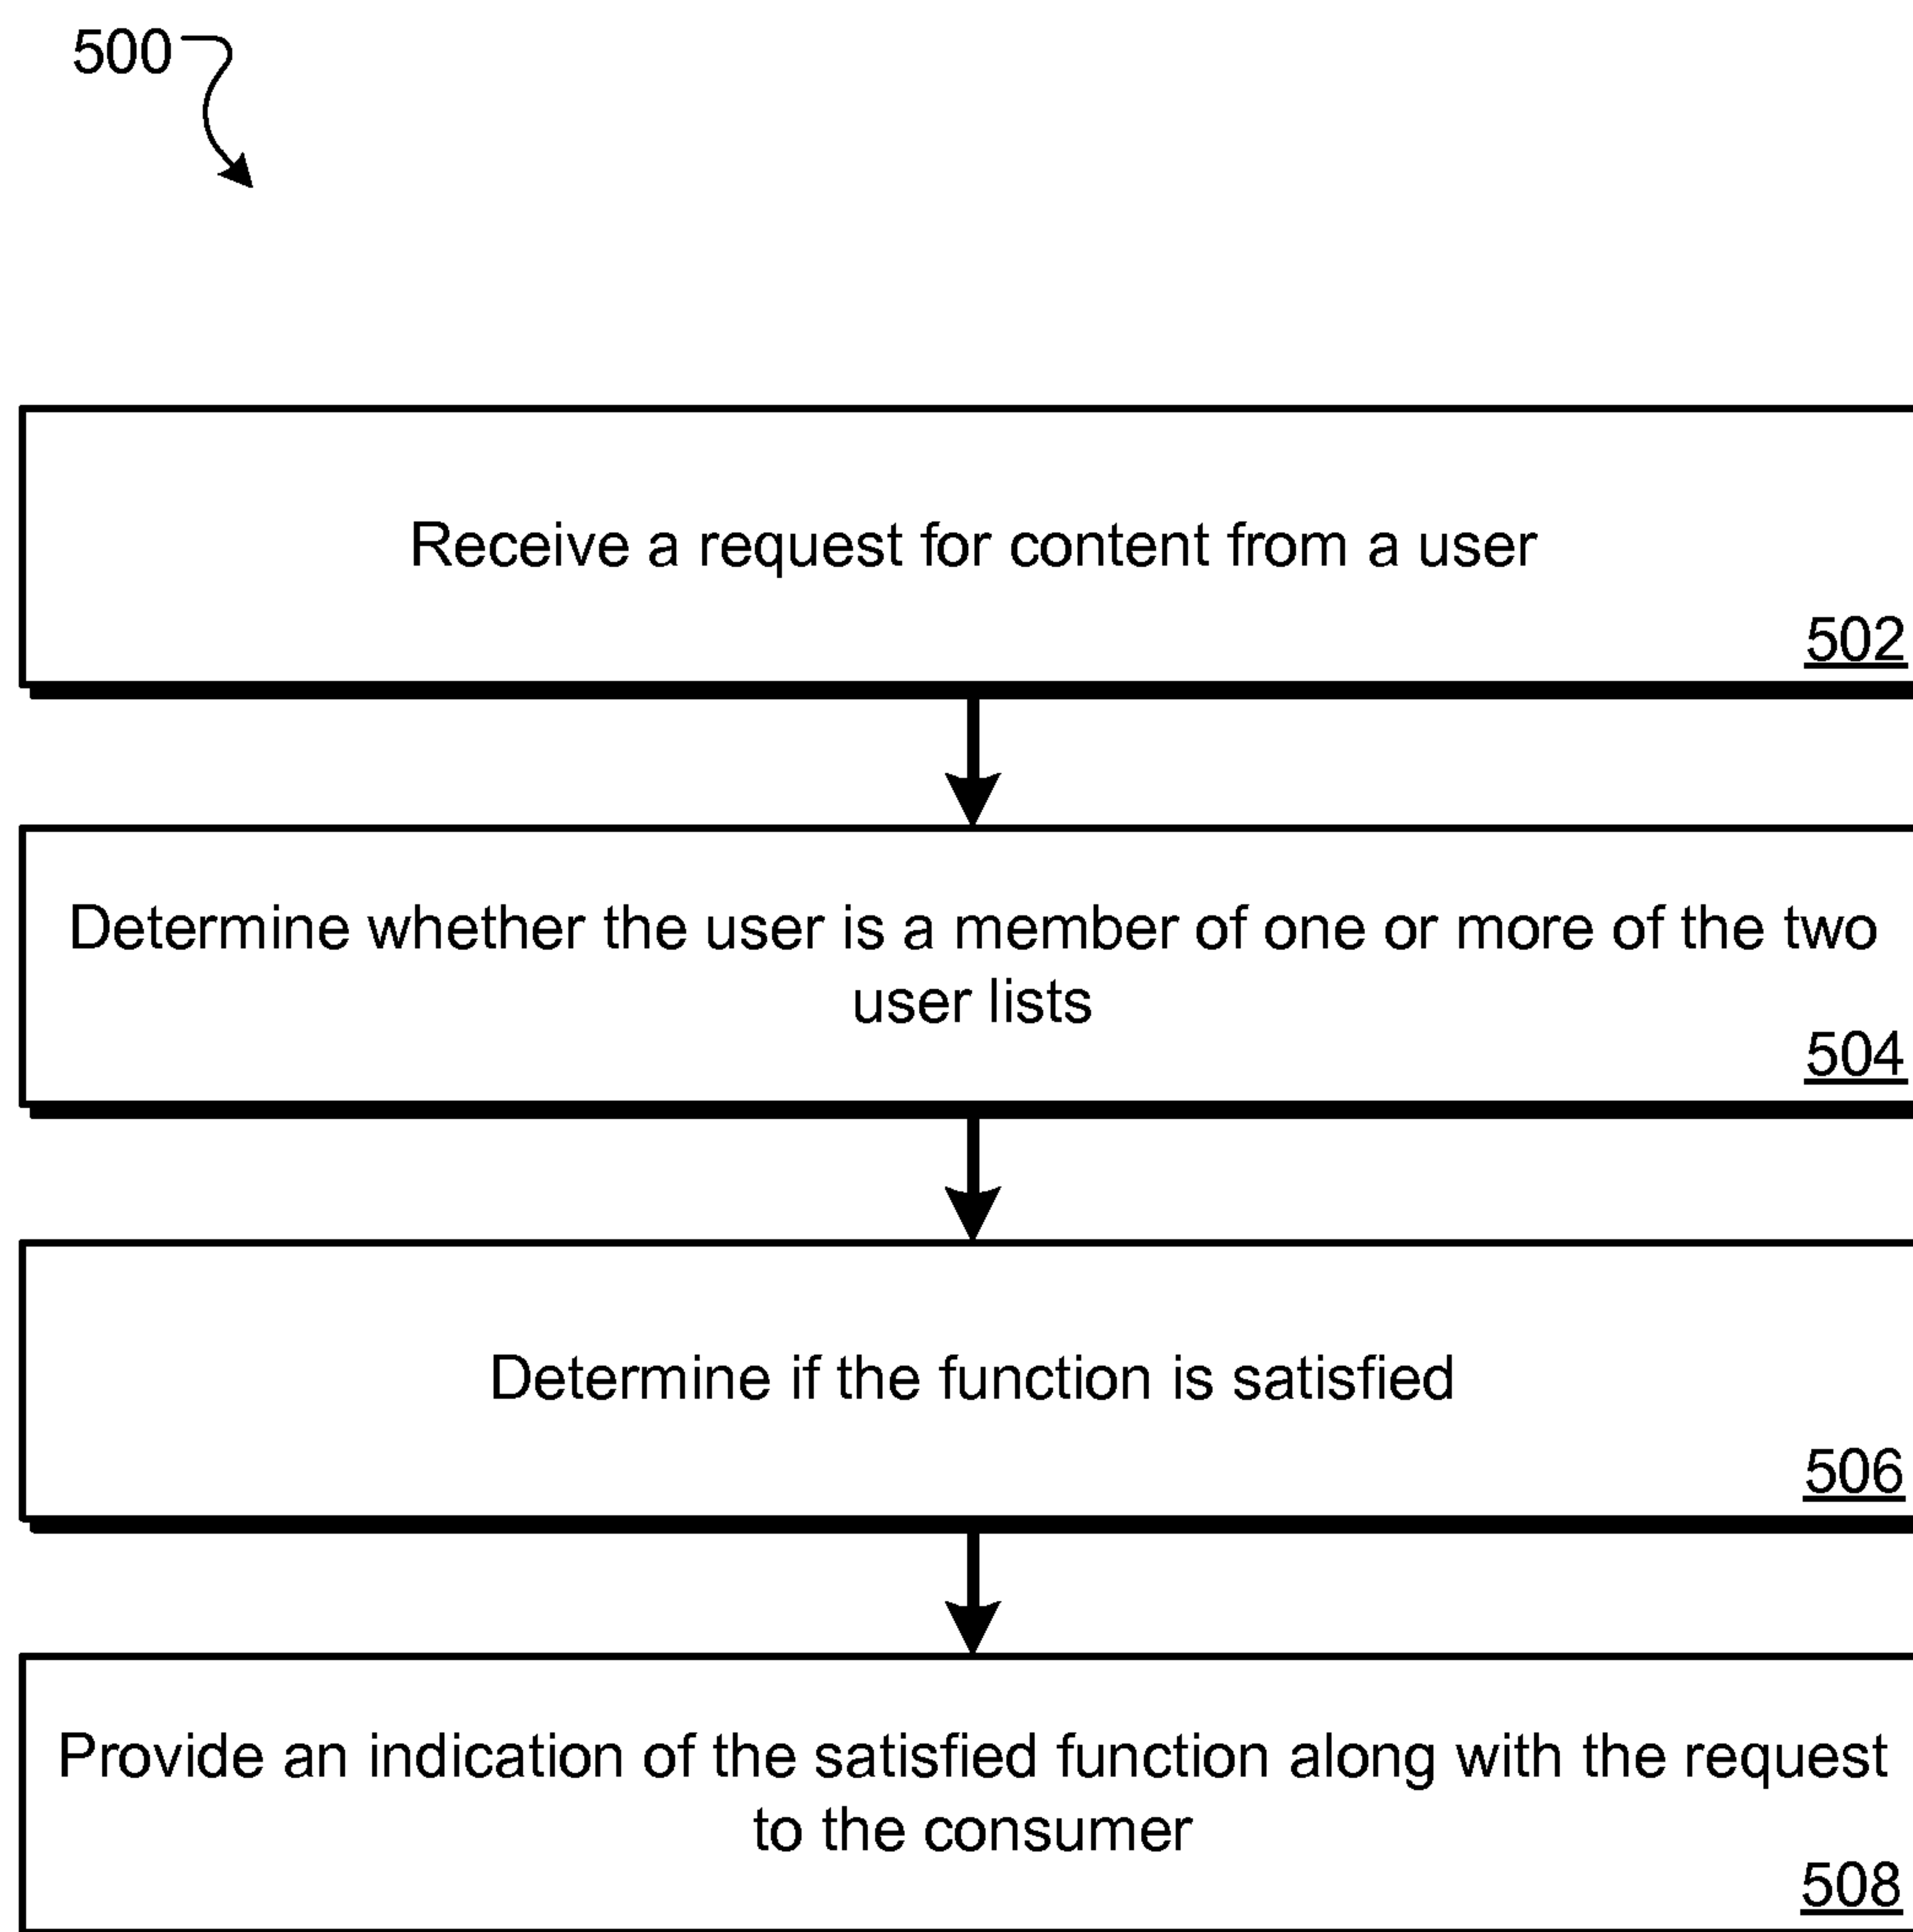 500
Receive a request for content from a user
502
Determine whether the user is a member of one or more of the two
user lists
504
Determine if the function is satisfied
506
Provide an indication of the satisfied function along with the request
to the consumer
508